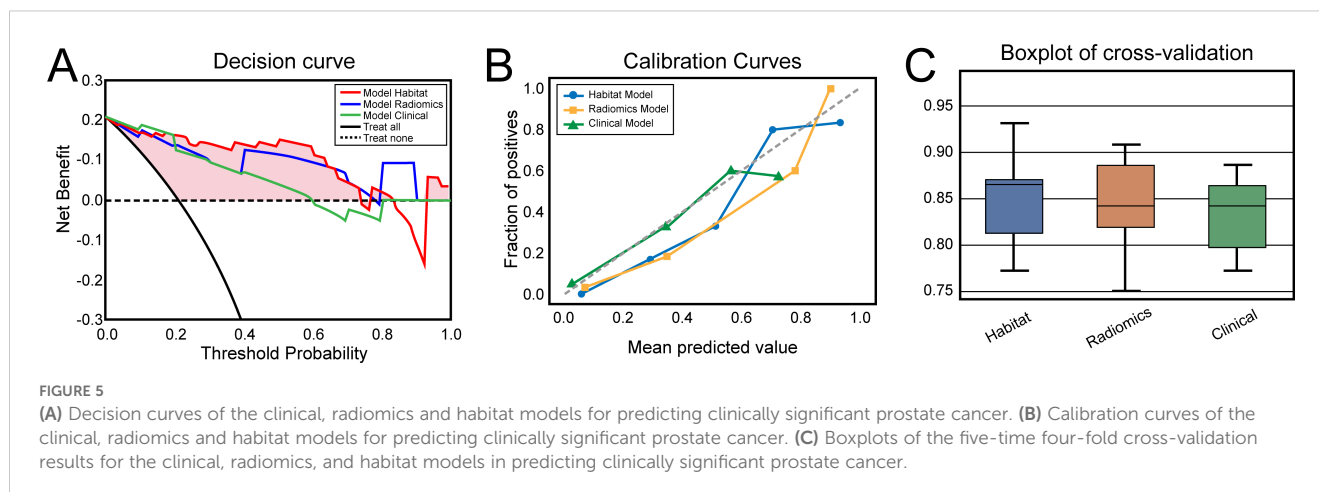 A
Decision curve
0.3
0.2
-0.1
0.0
-0.1
-0.2
-0.3
Net Benefit
Model Habitat
Model Radiomics
Model Clinical
Treat all
Treat none
0.0 0.2 0.4 0.6 0.8 1.0
Threshold Probability
B
Calibration Curves
1.0
0.8
0.6
0.4
0.2
0.0
Fraction of positives
Habitat Model
Radiomics Model
Clinical Model
0.0 0.2 0.4 0.6 0.8 1.0
Mean predicted value
C
Boxplot of cross-validation
0.95
0.90
0.85
0.80
0.75
Habitat
Radiomics
Clinical
FIGURE 5
(A) Decision curves of the clinical, radiomics and habitat models for predicting clinically significant prostate cancer. (B) Calibration curves of the
clinical, radiomics and habitat models for predicting clinically significant prostate cancer. (C) Boxplots of the five-time four-fold cross-validation
results for the clinical, radiomics, and habitat models in predicting clinically significant prostate cancer.